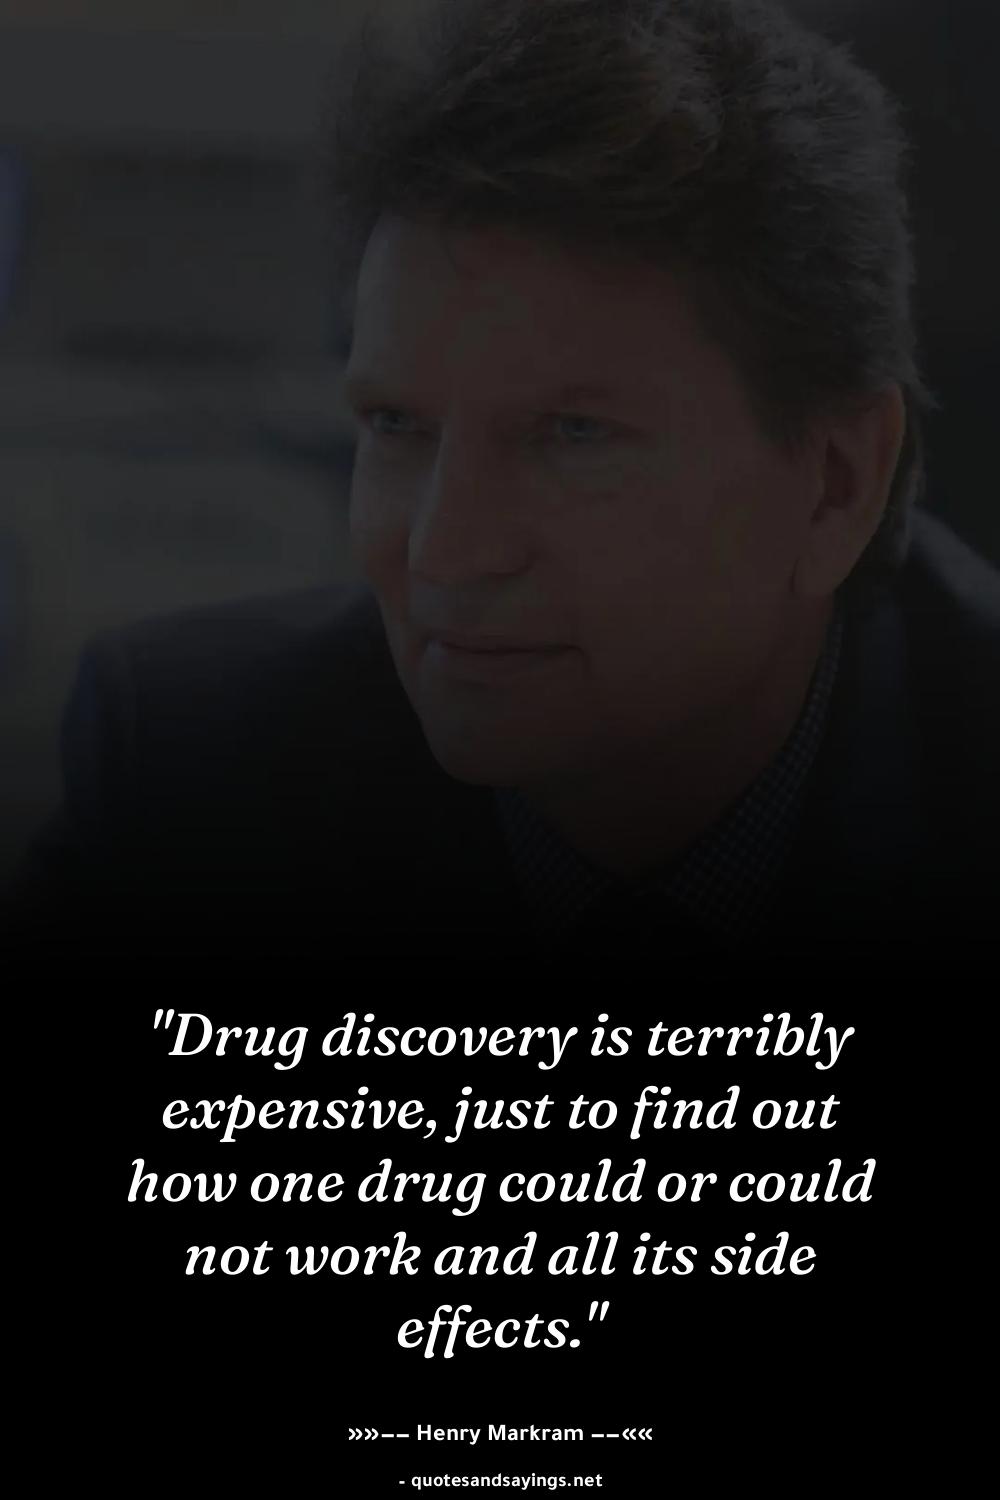 "Drug discovery is terribly
expensive, just to find out
how one drug could or could
not work and all its side
effects."
»»–– Henry Markram ––««
- quotesandsayings.net